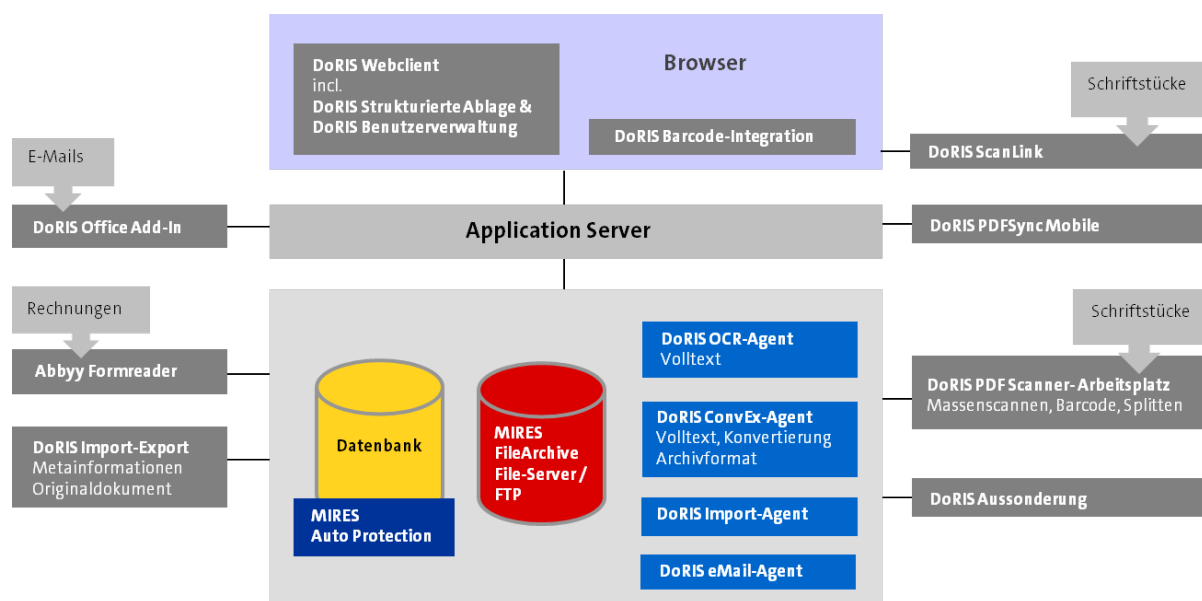 DoRIS Webclient
incl.
DoRIS Strukturierte Ablage &
DoRIS Benutzerverwaltung
Browser
DoRIS Barcode-Integration
Schriftstücke
DoRIS ScanLink
E-Mails
DoRIS Office Add-In
Application Server
DoRIS PDFSync Mobile
Rechnungen
Abbyy Formreader
DoRIS Import-Export
Metainformationen
Originaldokument
Datenbank
MIRES
Auto Protection
MIRES
FileArchive
File-Server /
FTP
DoRIS OCR-Agent
Volltext
DoRIS ConvEx-Agent
Volltext, Konvertierung
Archivformat
DoRIS Import-Agent
DoRIS eMail-Agent
Schriftstücke
DoRIS PDF Scanner-Arbeitsplatz
Massenscannen, Barcode, Splitten
DoRIS Aussonderung